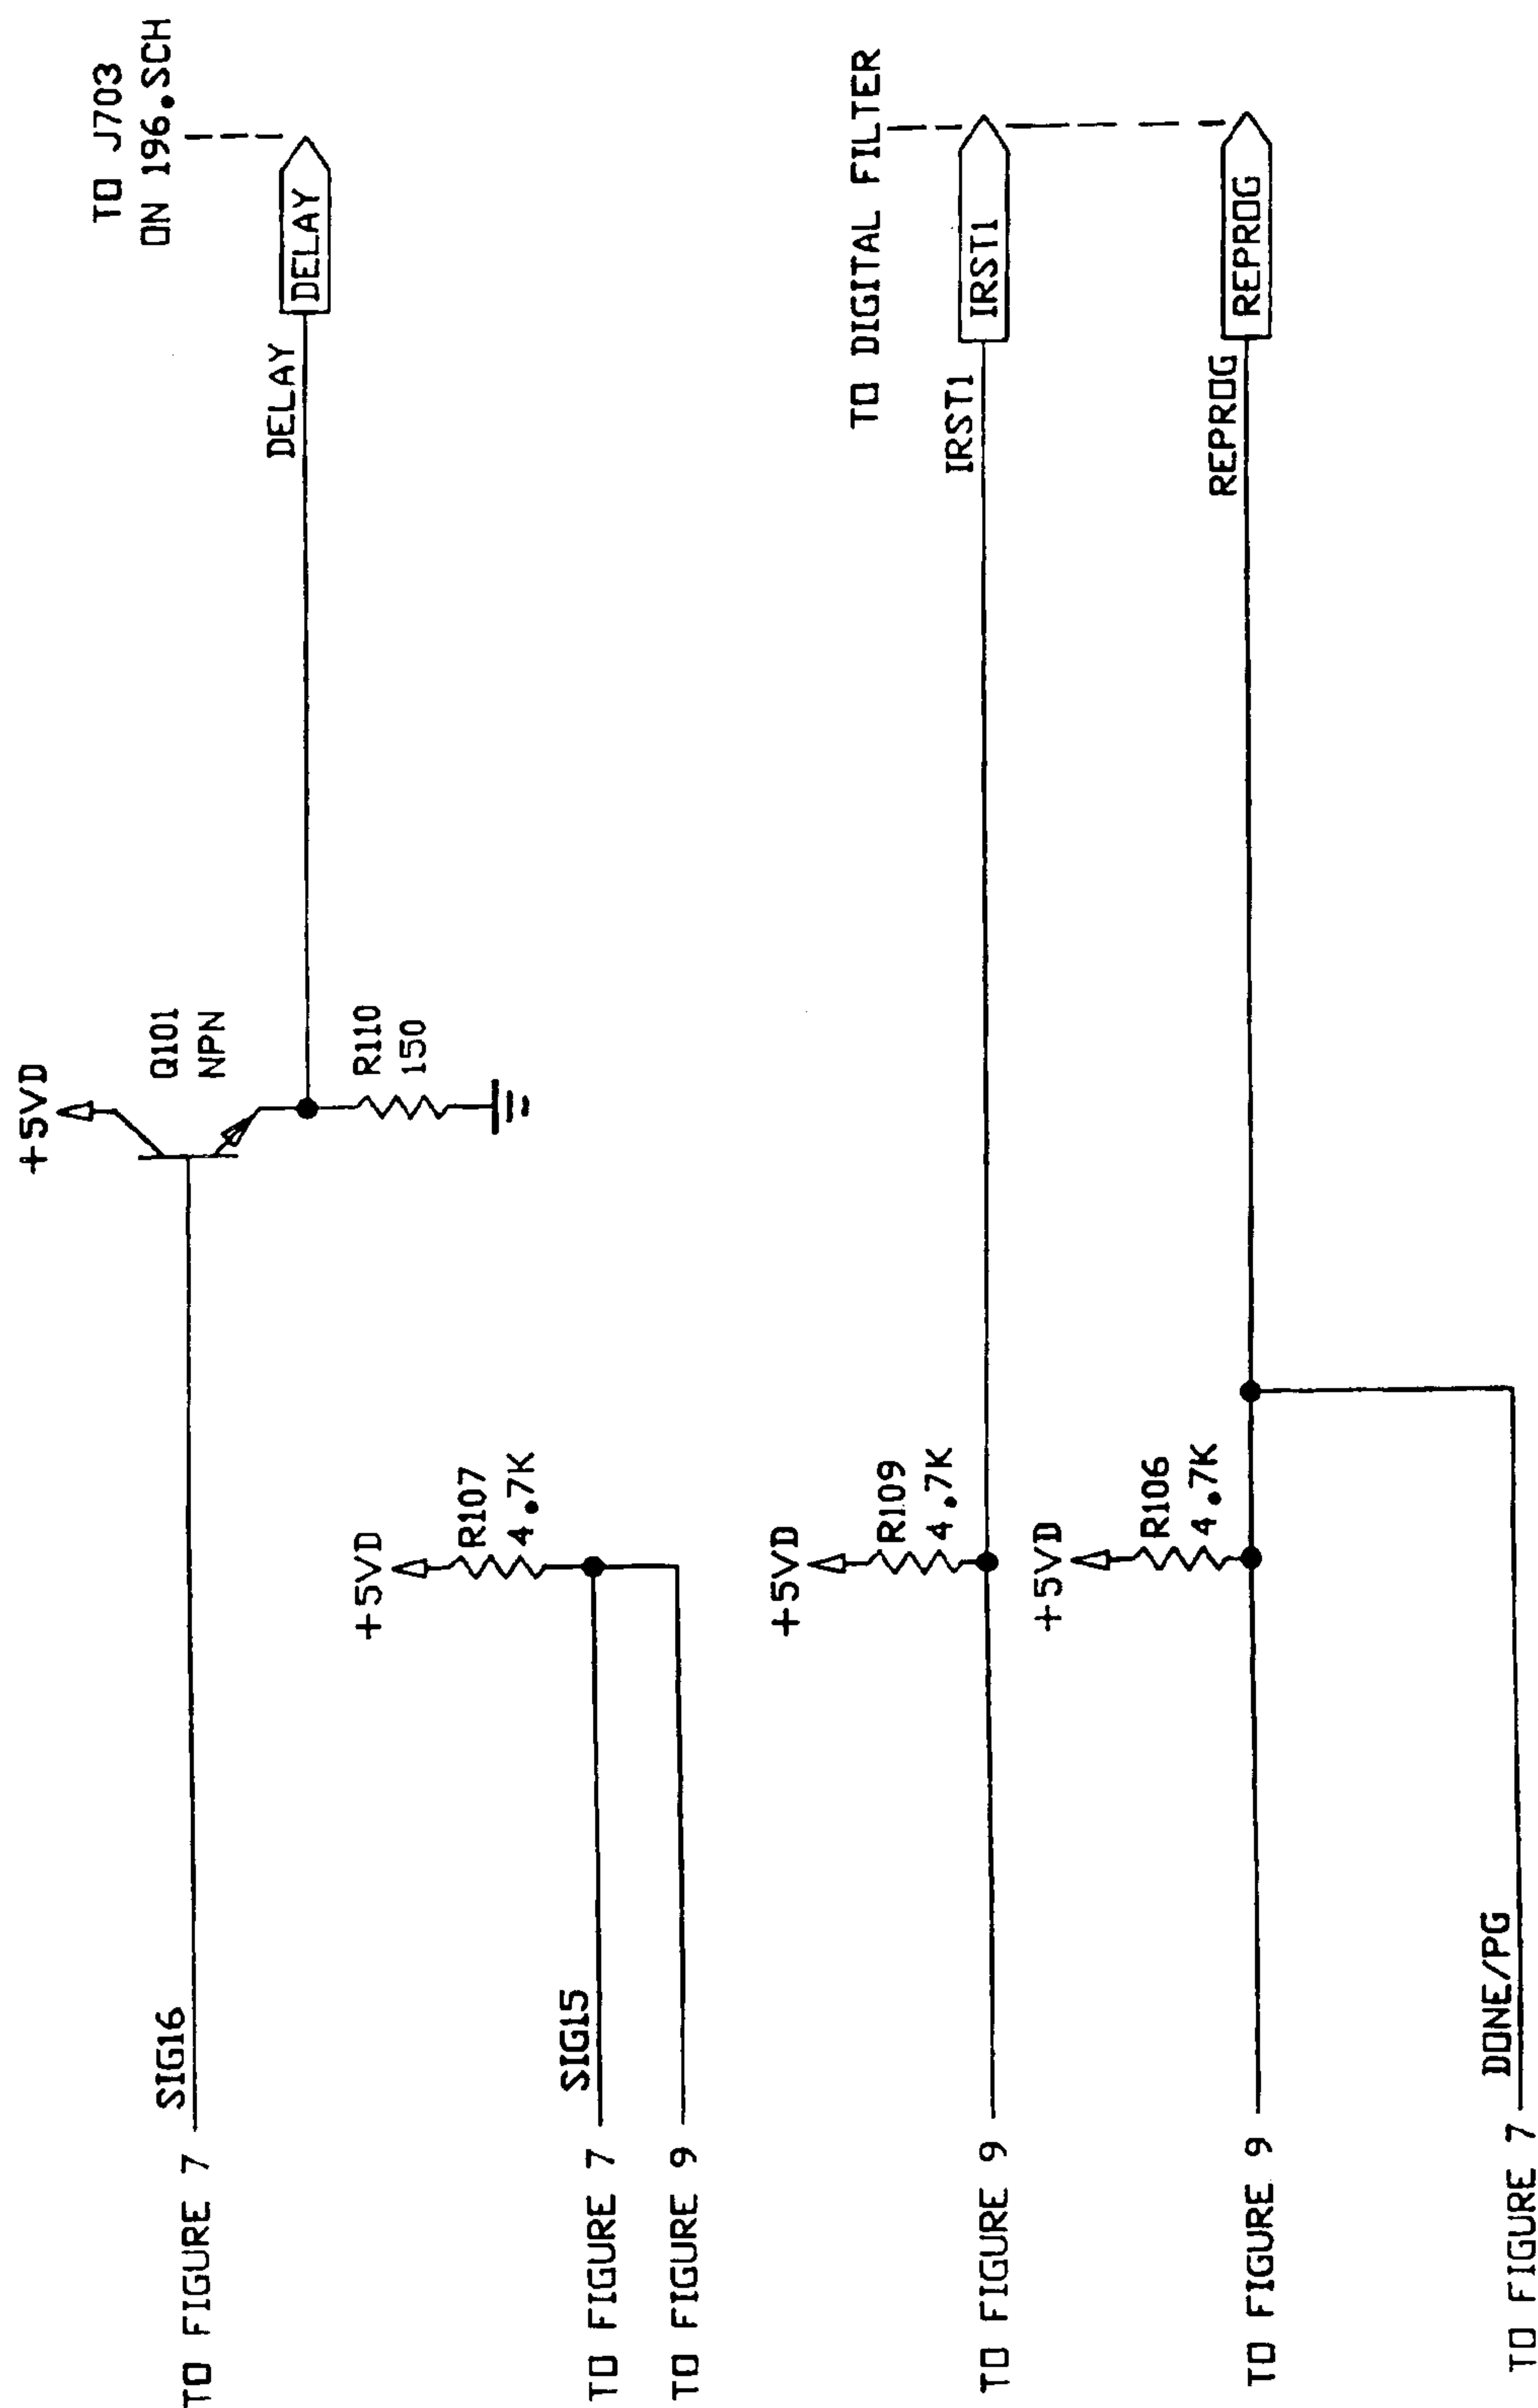 +5VD
Q101
NPN
TO J703
ON 196.SCH
TO FIGURE 7
SIG16
DELAY
DELAY
R110
150
+5VD
R107
4.7K
TO FIGURE 7
SIG15
TO FIGURE 9
TO DIGITAL FILTER
+5VD
R109
4.7K
TO FIGURE 9
IRST1
IRST1
+5VD
R106
4.7K
TO FIGURE 9
REPROG
REPROG
TO FIGURE 7
DONE/PG